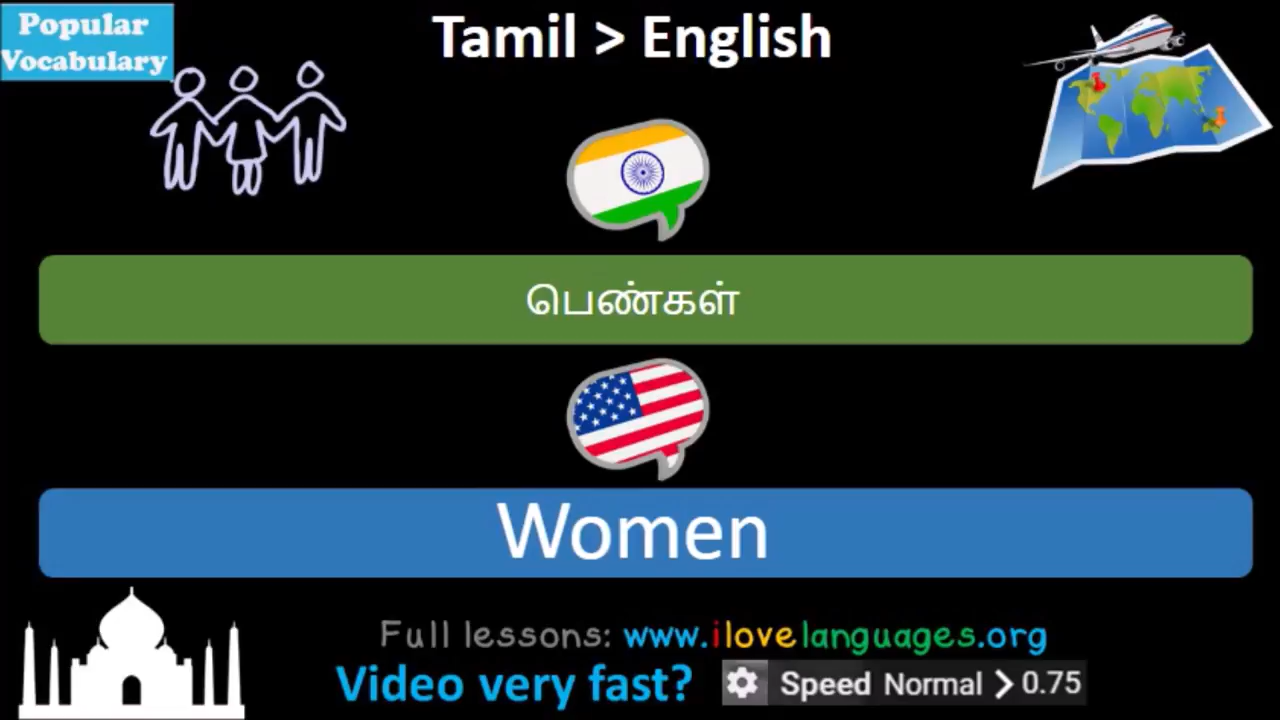 Popular
Vocabulary
Tamil > English
பெண்கள்
Women
Full lessons: www.ilovelanguages.org
Video very fast? Speed Normal > 0.75